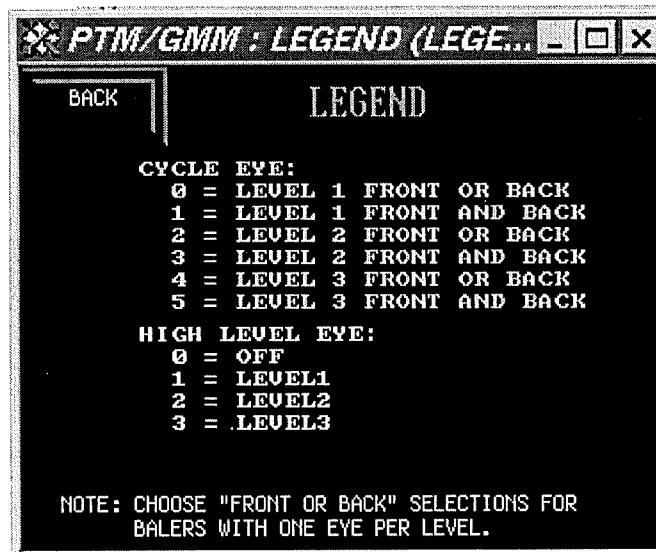 PTM/GMM : LEGEND (LEGE...
BACK
LEGEND
CYCLE EYE:
0 = LEVEL 1 FRONT OR BACK
1 = LEVEL 1 FRONT AND BACK
2 = LEVEL 2 FRONT OR BACK
3 = LEVEL 2 FRONT AND BACK
4 = LEVEL 3 FRONT OR BACK
5 = LEVEL 3 FRONT AND BACK
HIGH LEVEL EYE:
0 = OFF
1 = LEVEL1
2 = LEVEL2
3 = LEVEL3
NOTE: CHOOSE "FRONT OR BACK" SELECTIONS FOR
BALERS WITH ONE EYE PER LEVEL.